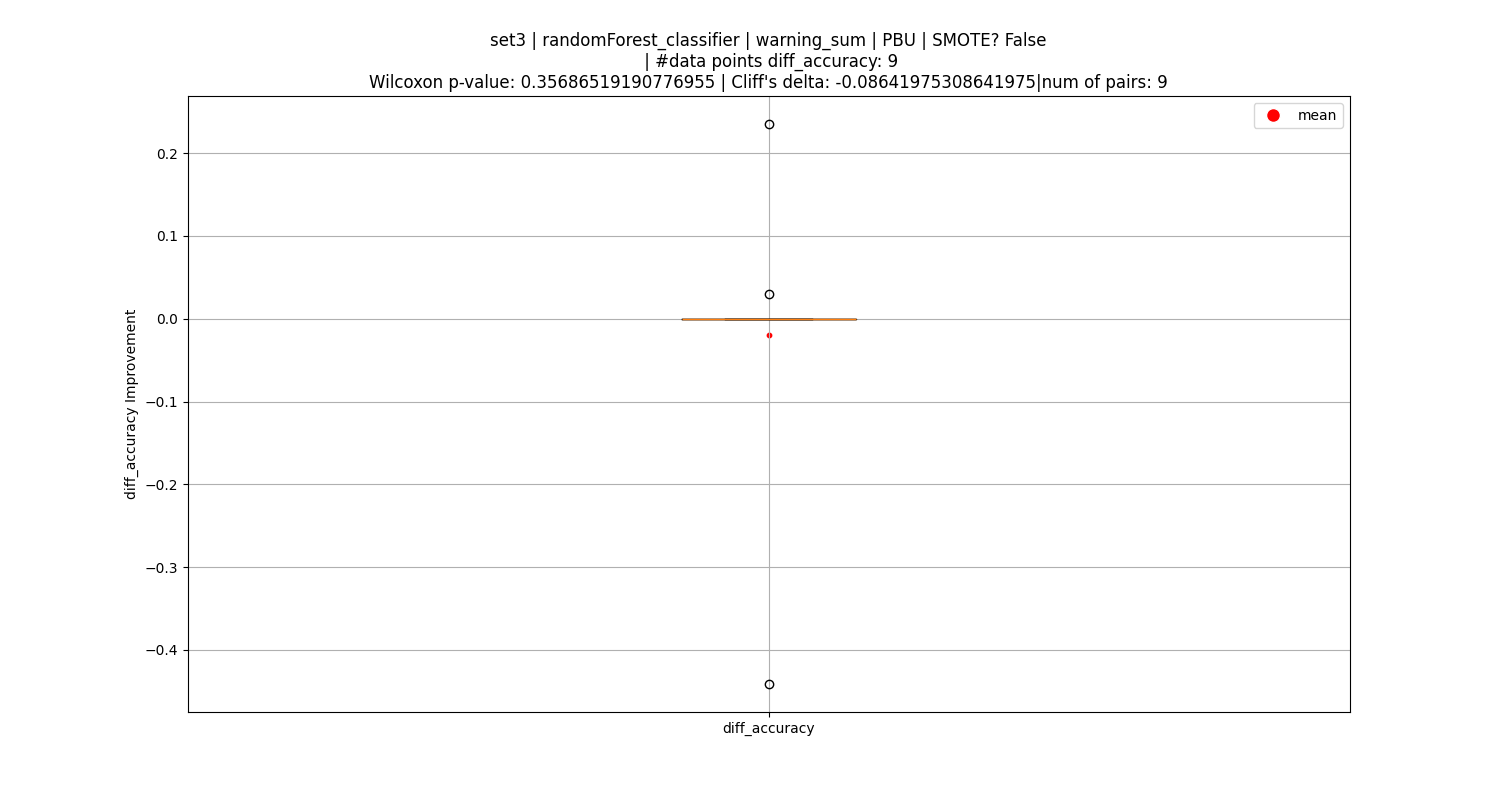 set3 | randomForest_classifier | warning_sum | PBU | SMOTE? False
| #data points diff_accuracy: 9
Wilcoxon p-value: 0.35686519190776955 | Cliff's delta: -0.08641975308641975|num of pairs: 9
mean
0.2
0.1
0.0
−0.1
−0.2
−0.3
−0.4
diff_accuracy Improvement
diff_accuracy